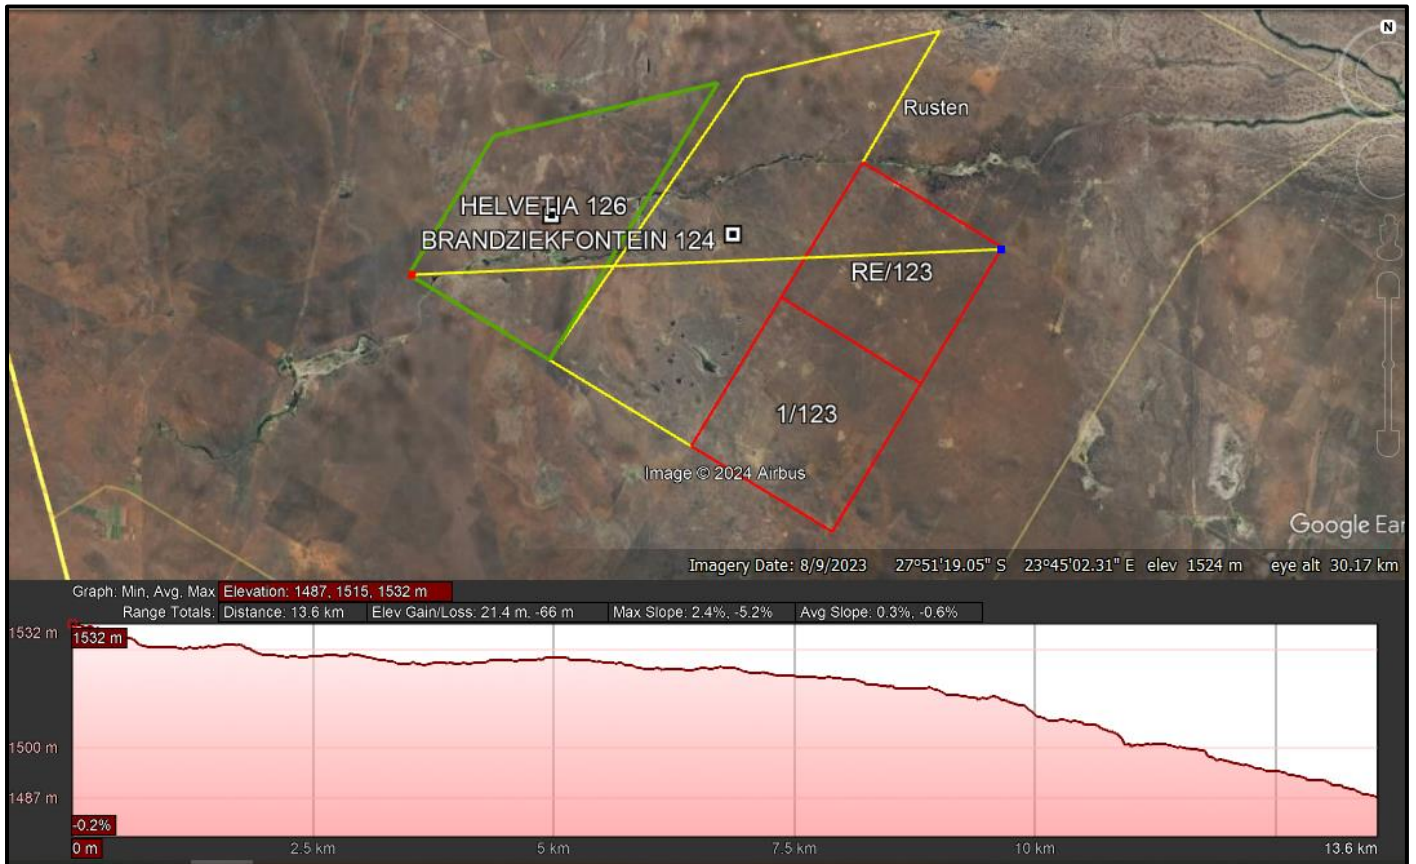 N
Rusten
HELVETIA 126
BRANDZIEKFONTEIN 124
RE/123
1/123
Image © 2024 Airbus
Google Ear
Imagery Date: 8/9/2023 27°51'19.05" S 23°45'02.31" E elev 1524 m eye alt 30.17 km
Graph: Min, Avg, Max Elevation: 1487, 1515, 1532 m
Range Totals: Distance: 13.6 km Elev Gain/Loss: 21.4 m. -66 m Max Slope: 2.4%, -5.2% Avg Slope: 0.3%, -0.6%
1532 m 1532 m
1500 m
1487 m
-0.2%
0 m 2.5 km 5 km 7.5 km 10 km 13.6 km